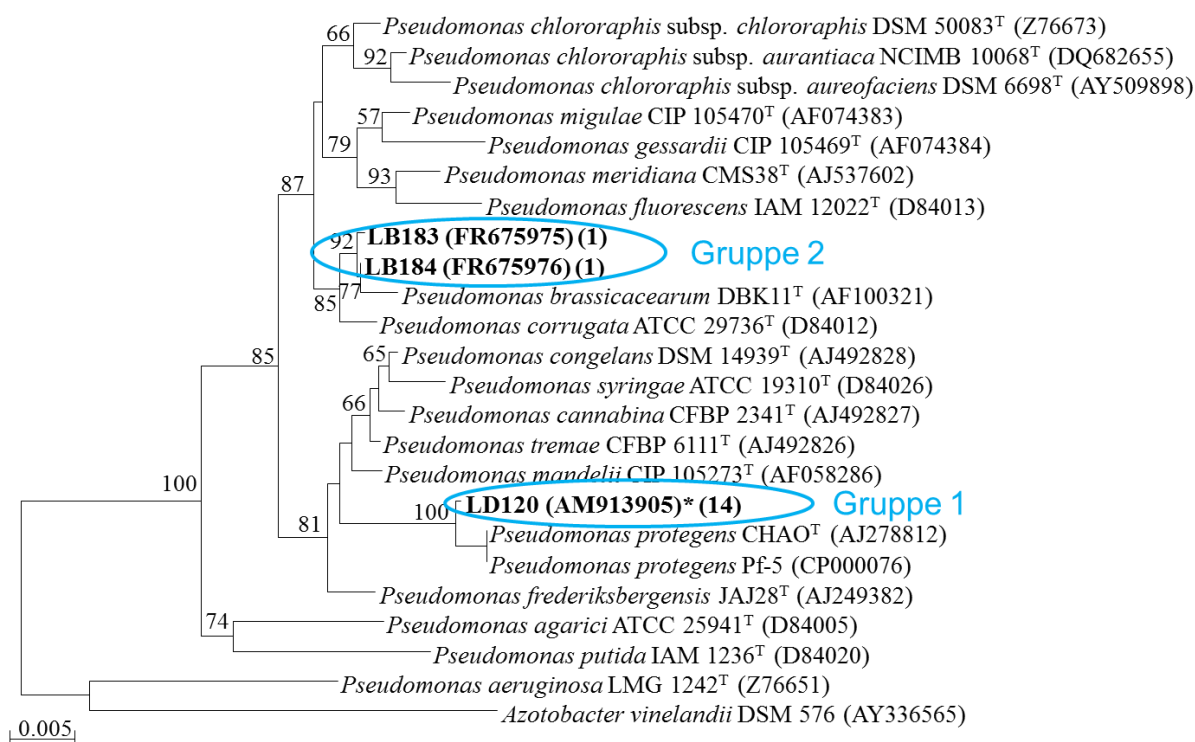 66
Pseudomonas chlororaphis subsp. chlororaphis DSM 50083ᵀ (Z76673)
92
Pseudomonas chlororaphis subsp. aurantiaca NCIMB 10068ᵀ (DQ682655)
Pseudomonas chlororaphis subsp. aureofaciens DSM 6698ᵀ (AY509898)
57
Pseudomonas migulae CIP 105470ᵀ (AF074383)
79
Pseudomonas gessardii CIP 105469ᵀ (AF074384)
87
93
Pseudomonas meridiana CMS38ᵀ (AJ537602)
Pseudomonas fluorescens IAM 12022ᵀ (D84013)
92
LB183 (FR675975) (1)
Gruppe 2
LB184 (FR675976) (1)
77
85
Pseudomonas brassicacearum DBK11ᵀ (AF100321)
Pseudomonas corrugata ATCC 29736ᵀ (D84012)
85
65
Pseudomonas congelans DSM 14939ᵀ (AJ492828)
Pseudomonas syringae ATCC 19310ᵀ (D84026)
66
Pseudomonas cannabina CFBP 2341ᵀ (AJ492827)
Pseudomonas tremae CFBP 6111ᵀ (AJ492826)
Pseudomonas mandelii CIP 105273ᵀ (AF058286)
100
100
LD120 (AM913905)* (14)
Gruppe 1
81
Pseudomonas protegens CHAOᵀ (AJ278812)
Pseudomonas protegens Pf-5 (CP000076)
Pseudomonas frederiksbergensis JAJ28ᵀ (AJ249382)
74
Pseudomonas agarici ATCC 25941ᵀ (D84005)
Pseudomonas putida IAM 1236ᵀ (D84020)
Pseudomonas aeruginosa LMG 1242ᵀ (Z76651)
Azotobacter vinelandii DSM 576 (AY336565)
0.005